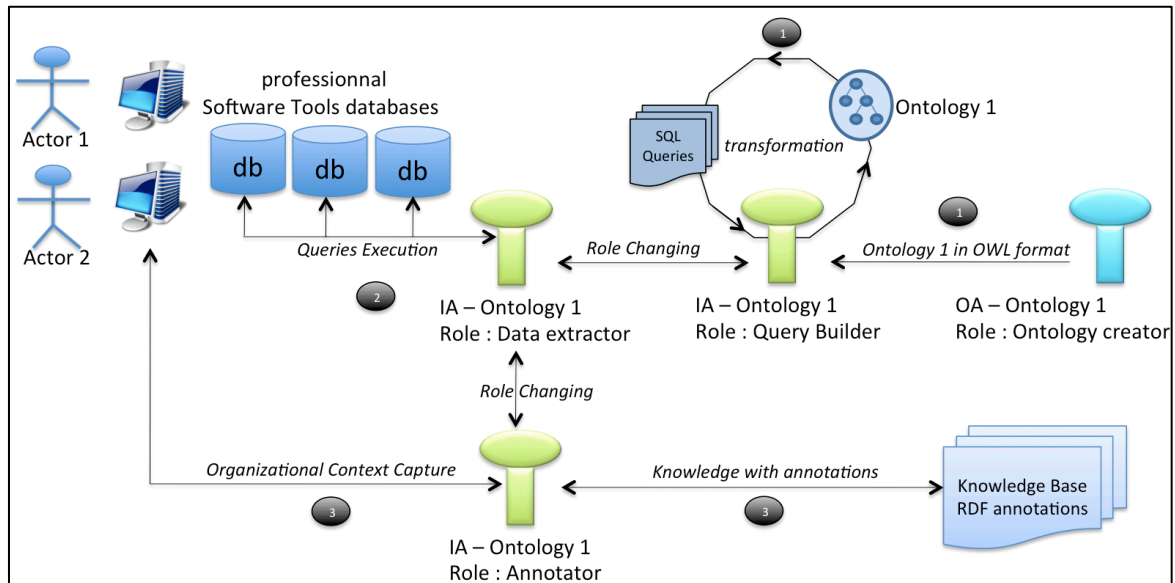 1
professionnal
Software Tools databases
Actor 1
Ontology 1
SQL
Queries
transformation
db
db
db
Actor 2
1
Queries Execution
Role Changing
Ontology 1 in OWL format
2
IA – Ontology 1
Role : Data extractor
IA – Ontology 1
Role : Query Builder
OA – Ontology 1
Role : Ontology creator
Role Changing
Organizational Context Capture
Knowledge with annotations
3
3
Knowledge Base
RDF annotations
IA – Ontology 1
Role : Annotator